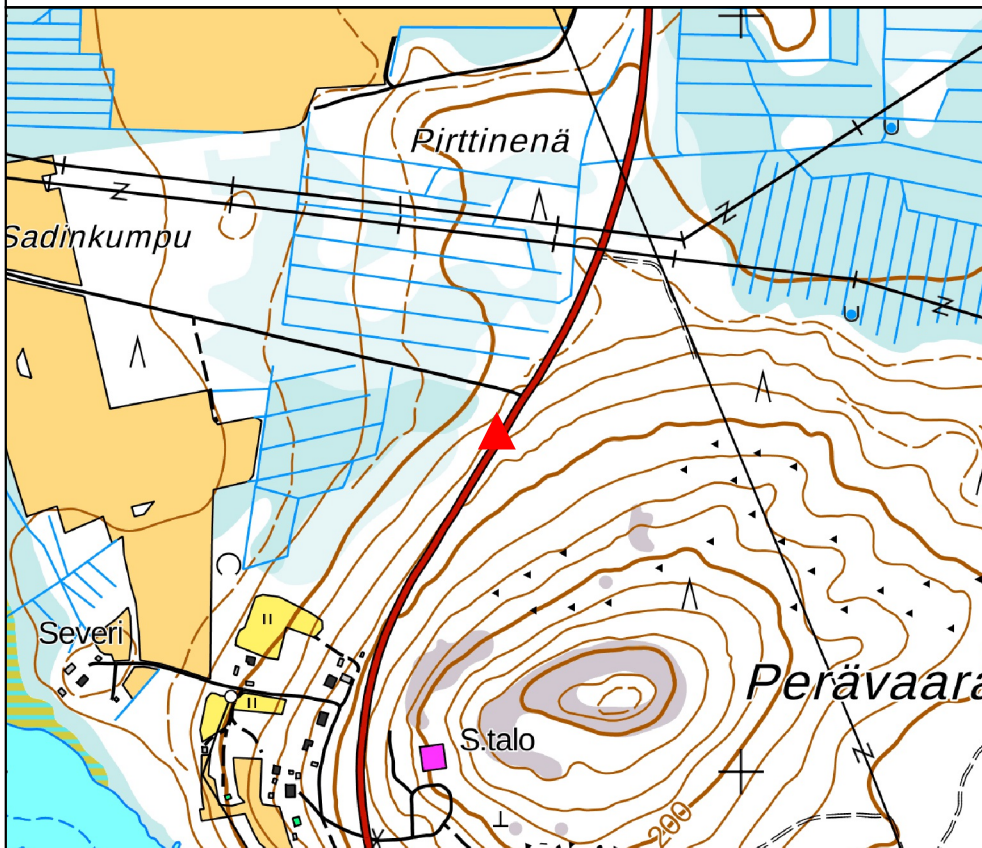 Pirttinenä
Sadinkumpu
Severi
Perävaara
S.talo
200